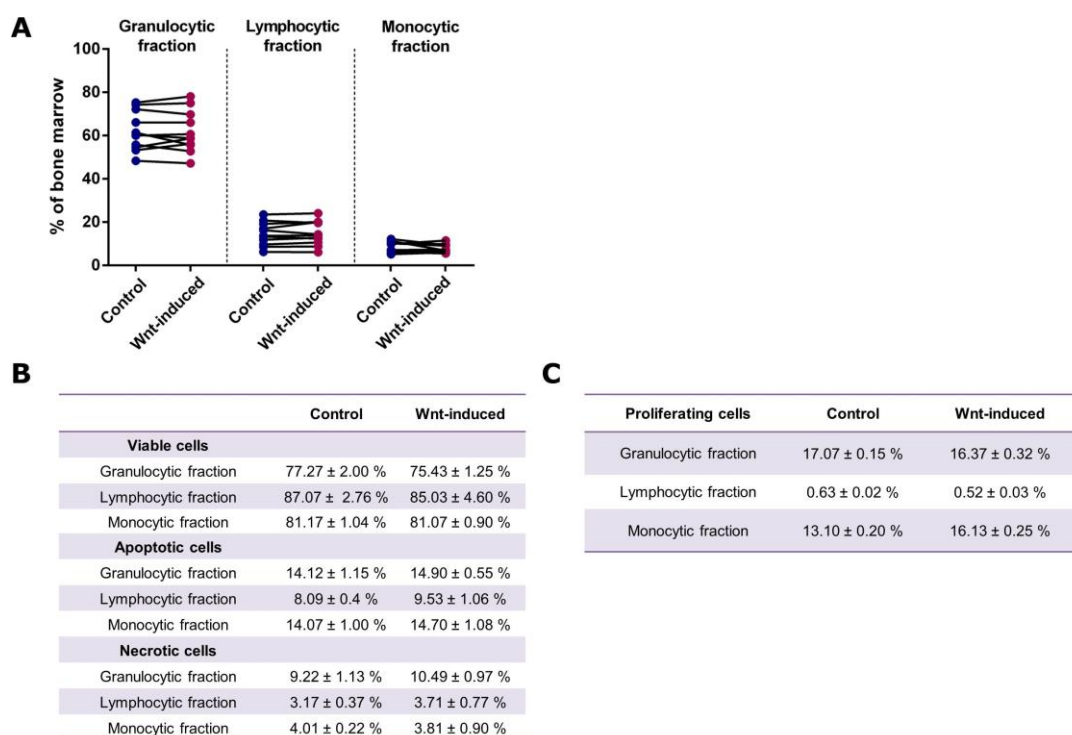 A
Granulocytic fraction
Lymphocytic fraction
Monocytic fraction
% of bone marrow
100
80
60
40
20
0
Control
Wnt-induced
Control
Wnt-induced
Control
Wnt-induced
B
Control Wnt-induced
Viable cells
Granulocytic fraction 77.27 ± 2.00 % 75.43 ± 1.25 %
Lymphocytic fraction 87.07 ± 2.76 % 85.03 ± 4.60 %
Monocytic fraction 81.17 ± 1.04 % 81.07 ± 0.90 %
Apoptotic cells
Granulocytic fraction 14.12 ± 1.15 % 14.90 ± 0.55 %
Lymphocytic fraction 8.09 ± 0.4 % 9.53 ± 1.06 %
Monocytic fraction 14.07 ± 1.00 % 14.70 ± 1.08 %
Necrotic cells
Granulocytic fraction 9.22 ± 1.13 % 10.49 ± 0.97 %
Lymphocytic fraction 3.17 ± 0.37 % 3.71 ± 0.77 %
Monocytic fraction 4.01 ± 0.22 % 3.81 ± 0.90 %
C
Proliferating cells Control Wnt-induced
Granulocytic fraction 17.07 ± 0.15 % 16.37 ± 0.32 %
Lymphocytic fraction 0.63 ± 0.02 % 0.52 ± 0.03 %
Monocytic fraction 13.10 ± 0.20 % 16.13 ± 0.25 %